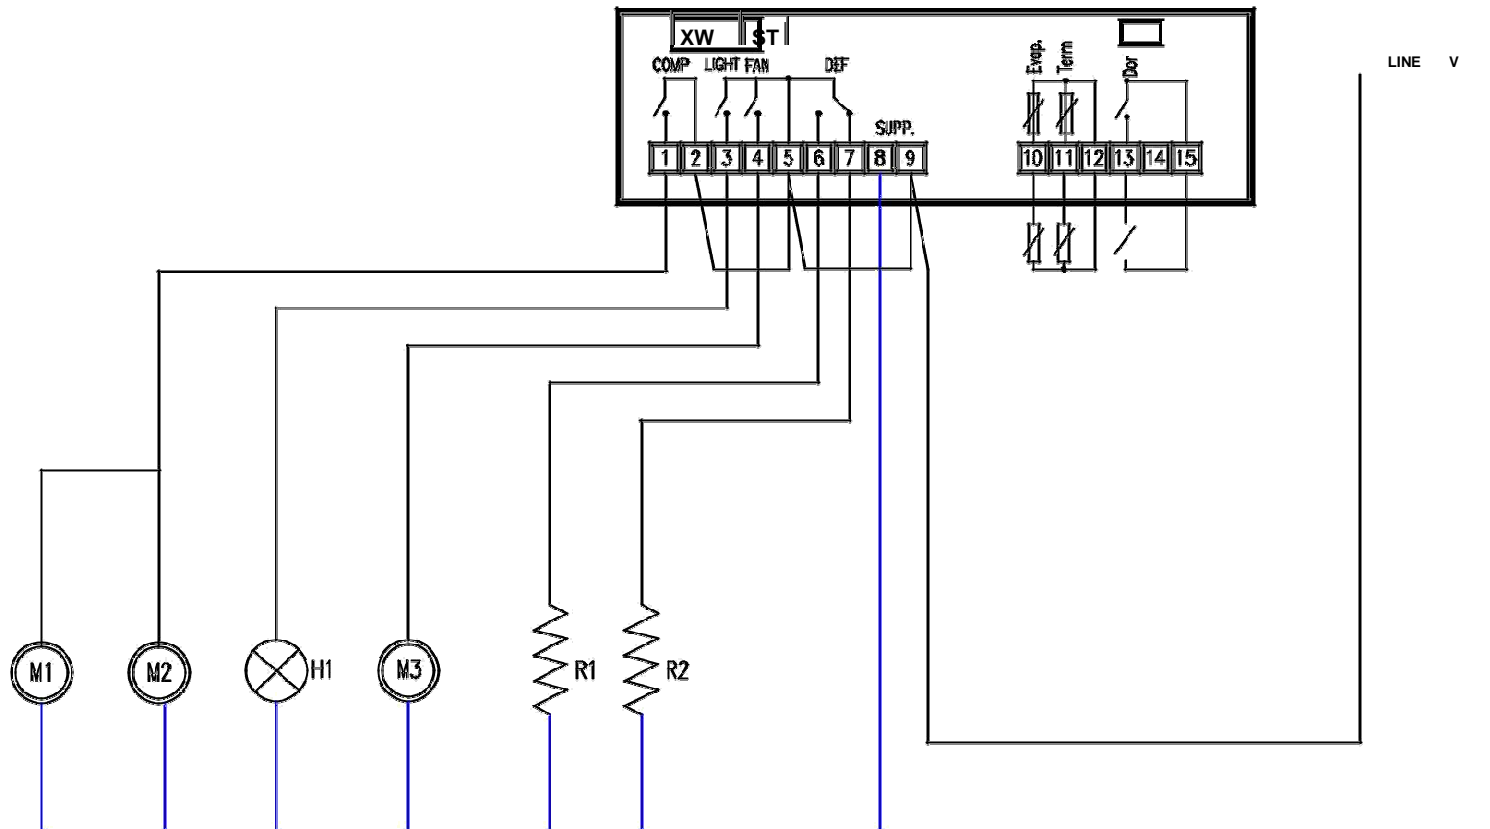 XW ST
LINE V
COMP LIGHT FAN DEF Evap. Term Dor
SUPP.
1 2 3 4 5 6 7 8 9 10 11 12 13 14 15
M1 M2 H1 M3 R1 R2